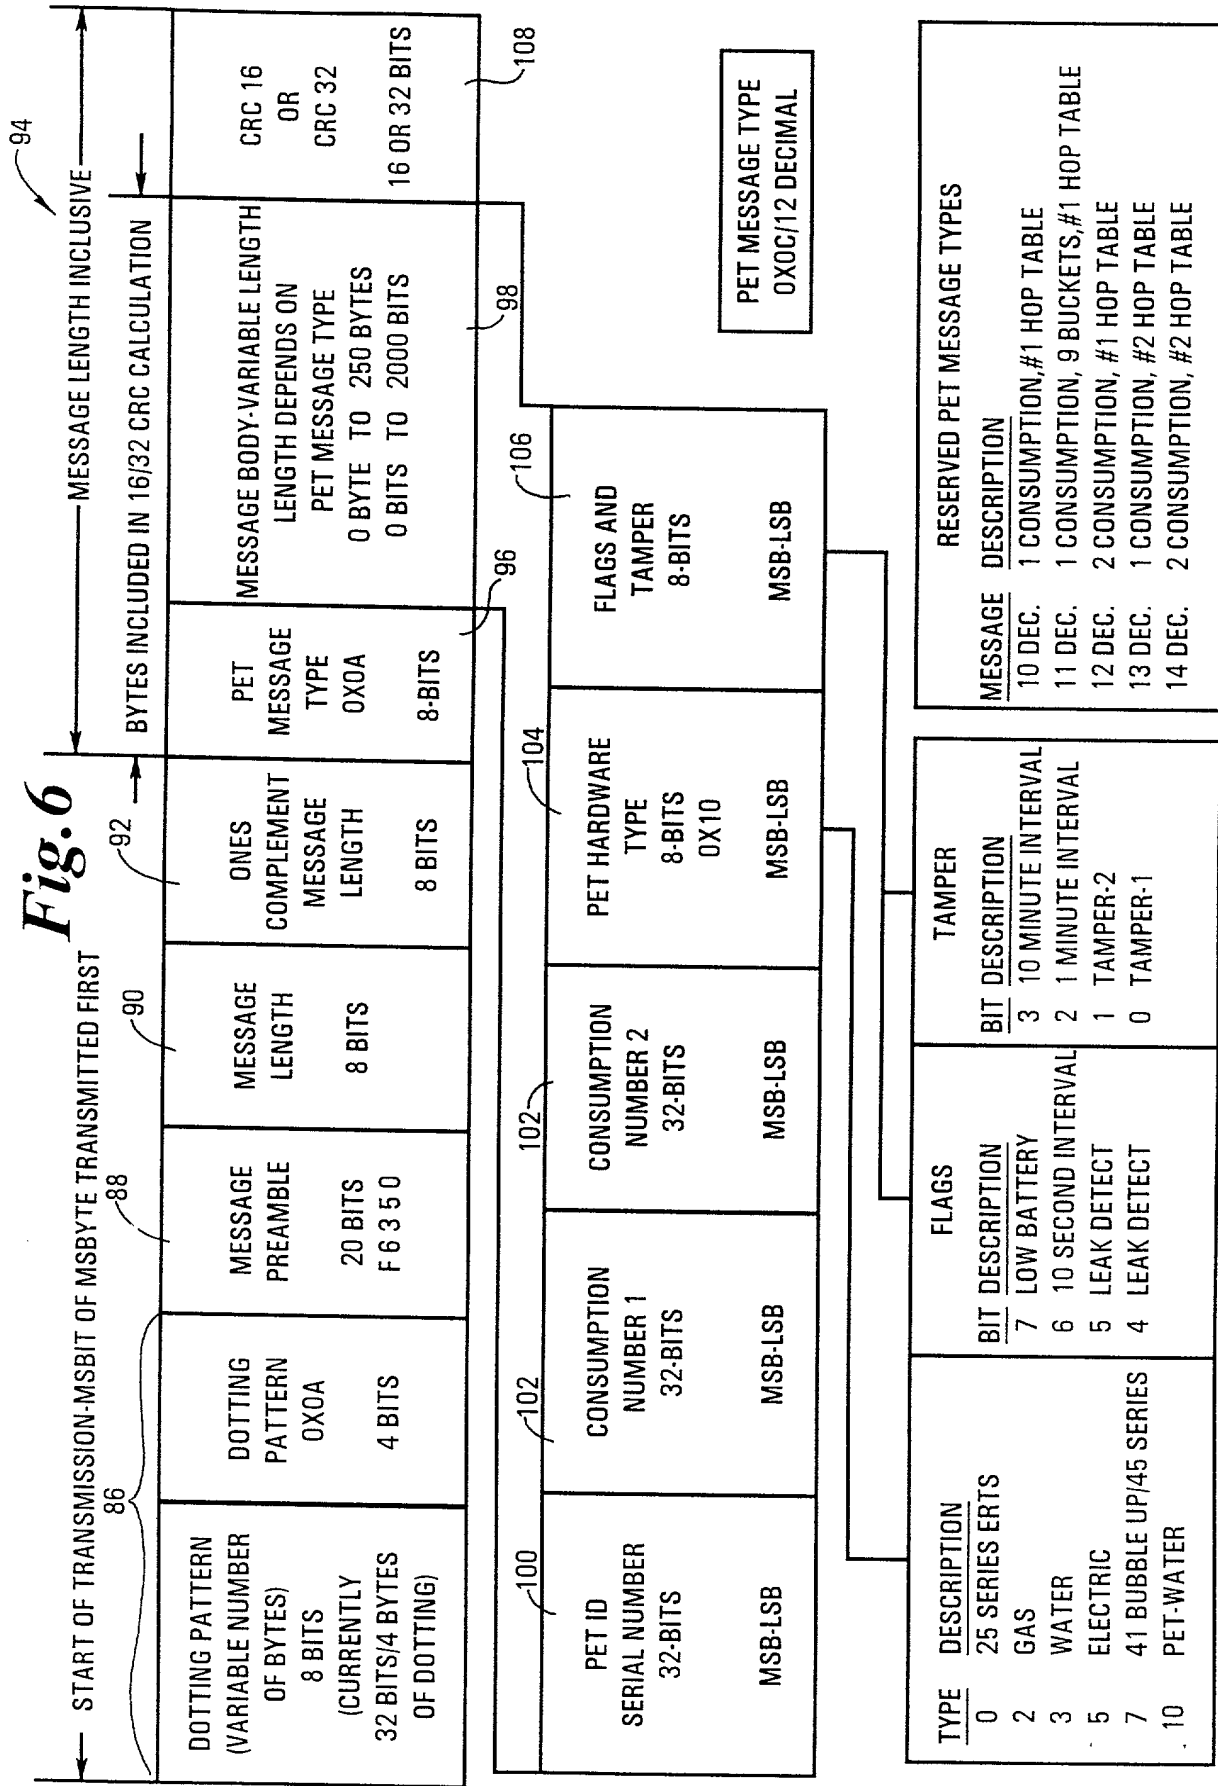 Fig.6
START OF TRANSMISSION-MSBIT OF MSBYTE TRANSMITTED FIRST
MESSAGE LENGTH INCLUSIVE
94
BYTES INCLUDED IN 16/32 CRC CALCULATION
86
88
90
92
DOTTING PATTERN
(VARIABLE NUMBER
OF BYTES)
8 BITS
(CURRENTLY
32 BITS/4 BYTES
OF DOTTING)
DOTTING
PATTERN
0X0A
4 BITS
MESSAGE
PREAMBLE
20 BITS
F 6 3 5 0
MESSAGE
LENGTH
8 BITS
ONES
COMPLEMENT
MESSAGE
LENGTH
8 BITS
PET
MESSAGE
TYPE
0X0A
8-BITS
96
MESSAGE BODY-VARIABLE LENGTH
LENGTH DEPENDS ON
PET MESSAGE TYPE
0 BYTE TO 250 BYTES
0 BITS TO 2000 BITS
98
CRC 16
OR
CRC 32
16 OR 32 BITS
108
100
PET ID
SERIAL NUMBER
32-BITS
MSB-LSB
102
CONSUMPTION
NUMBER 1
32-BITS
MSB-LSB
102
CONSUMPTION
NUMBER 2
32-BITS
MSB-LSB
104
PET HARDWARE
TYPE
8-BITS
0X10
MSB-LSB
106
FLAGS AND
TAMPER
8-BITS
MSB-LSB
PET MESSAGE TYPE
0X0C/12 DECIMAL
TYPE DESCRIPTION
0 25 SERIES ERTS
2 GAS
3 WATER
5 ELECTRIC
7 41 BUBBLE UP/45 SERIES
10 PET-WATER
FLAGS
BIT DESCRIPTION
7 LOW BATTERY
6 10 SECOND INTERVAL
5 LEAK DETECT
4 LEAK DETECT
TAMPER
BIT DESCRIPTION
3 10 MINUTE INTERVAL
2 1 MINUTE INTERVAL
1 TAMPER-2
0 TAMPER-1
RESERVED PET MESSAGE TYPES
MESSAGE DESCRIPTION
10 DEC. 1 CONSUMPTION,#1 HOP TABLE
11 DEC. 1 CONSUMPTION, 9 BUCKETS,#1 HOP TABLE
12 DEC. 2 CONSUMPTION, #1 HOP TABLE
13 DEC. 1 CONSUMPTION, #2 HOP TABLE
14 DEC. 2 CONSUMPTION, #2 HOP TABLE